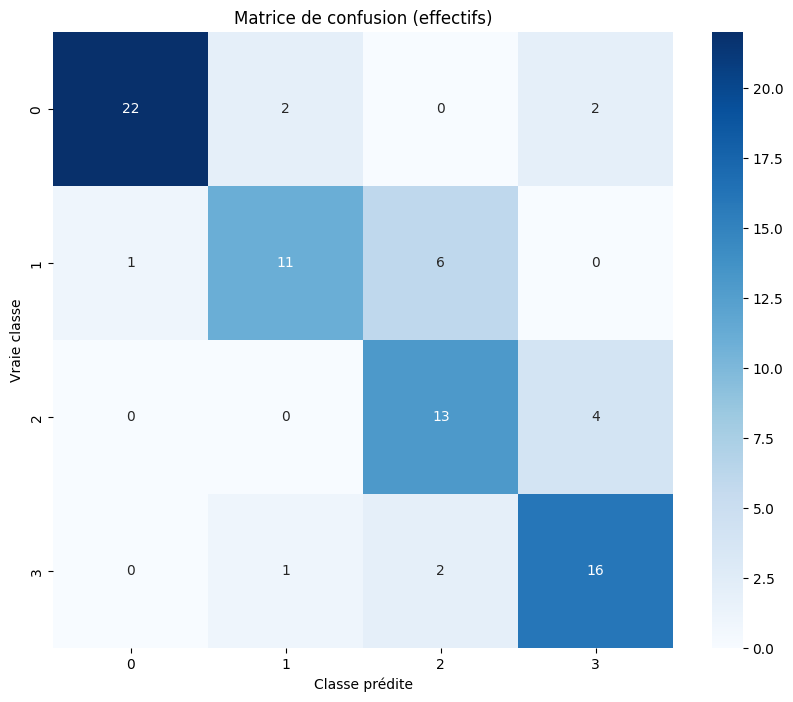 Matrice de confusion (effectifs)
0 22 2 0 2
1 1 11 6 0
2 0 0 13 4
3 0 1 2 16
0 1 2 3
Vraie classe
Classe prédite
20.0
17.5
15.0
12.5
10.0
7.5
5.0
2.5
0.0